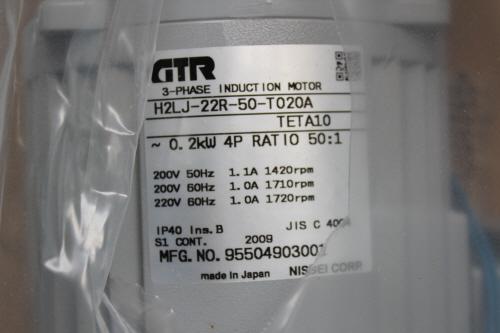 GTR
3-PHASE INDUCTION MOTOR
H2LJ-22R-50-T020A
TETA10
~ 0.2kW 4P RATIO 50:1
200V 50Hz 1.1A 1420rpm
200V 60Hz 1.0A 1710rpm
220V 60Hz 1.0A 1720rpm
IP40 Ins.B JIS C 4004
S1 CONT. 2009
MFG.NO.95504903001
made in Japan NISSEI CORP.